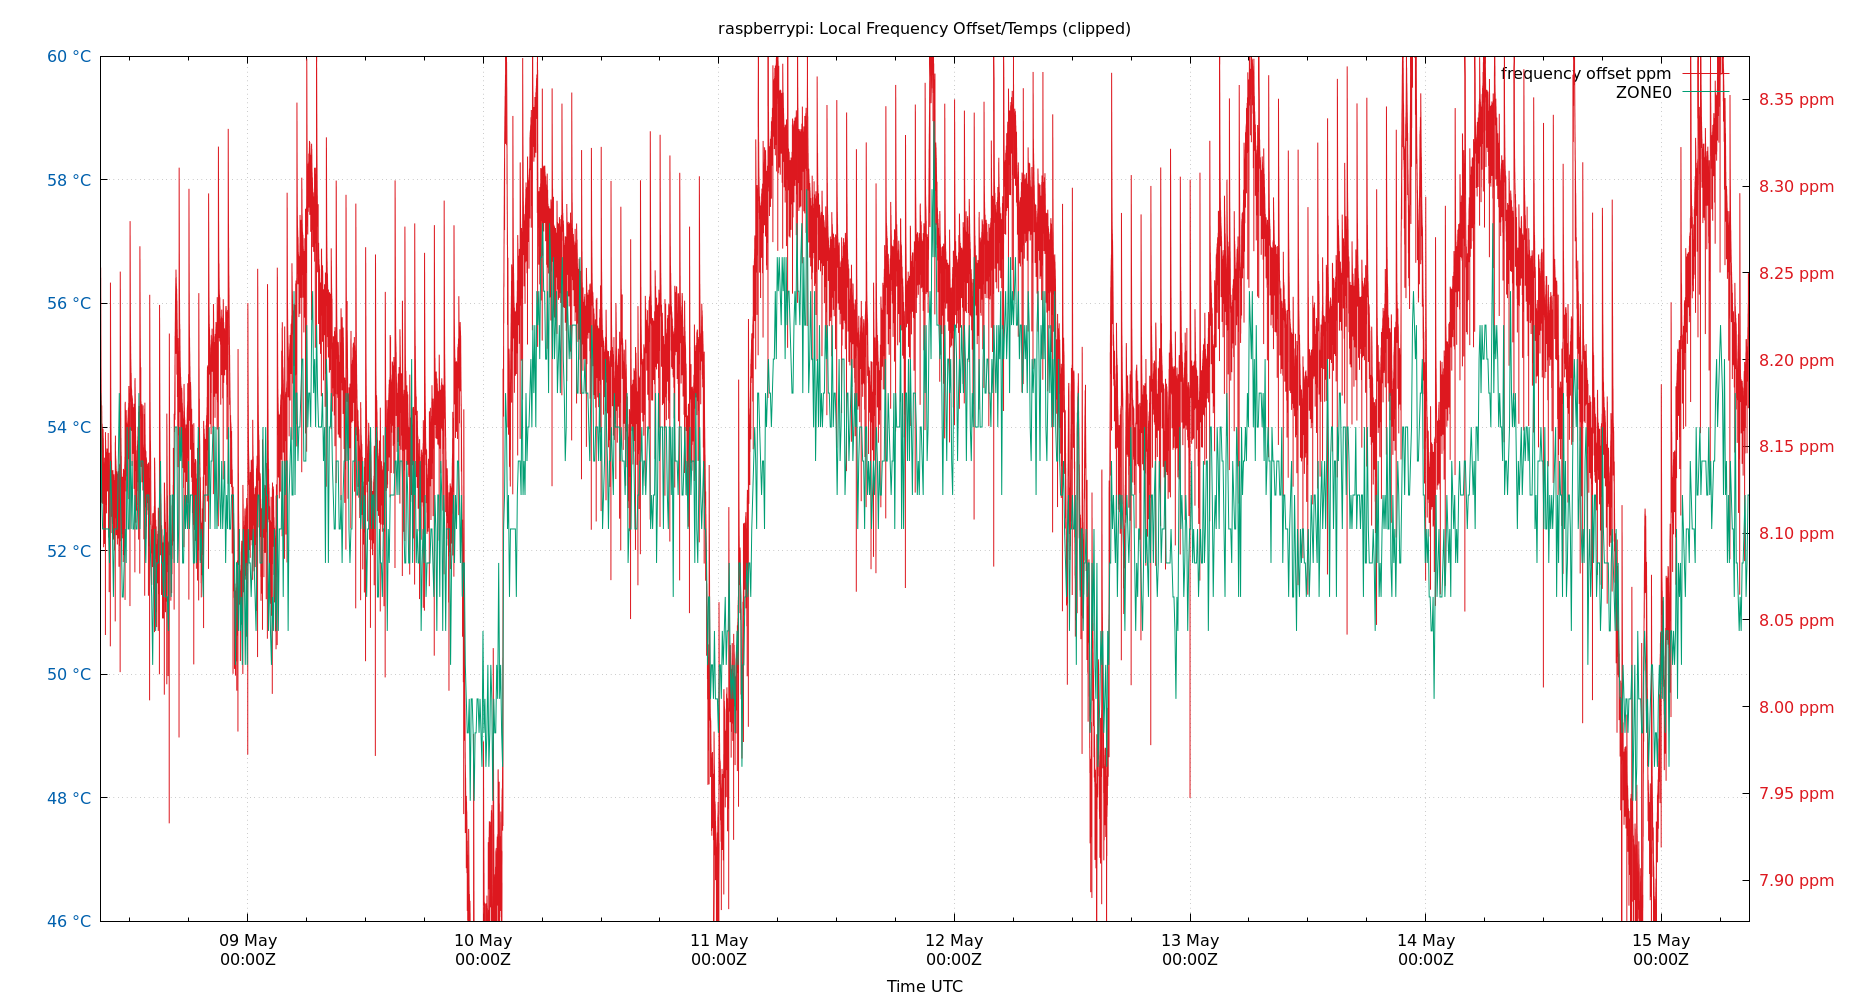 raspberrypi: Local Frequency Offset/Temps (clipped)
60 °C
58 °C
56 °C
54 °C
52 °C
50 °C
48 °C
46 °C
frequency offset ppm
ZONE0
8.35 ppm
8.30 ppm
8.25 ppm
8.20 ppm
8.15 ppm
8.10 ppm
8.05 ppm
8.00 ppm
7.95 ppm
7.90 ppm
09 May 10 May 11 May 12 May 13 May 14 May 15 May
00:00Z 00:00Z 00:00Z 00:00Z 00:00Z 00:00Z 00:00Z
Time UTC